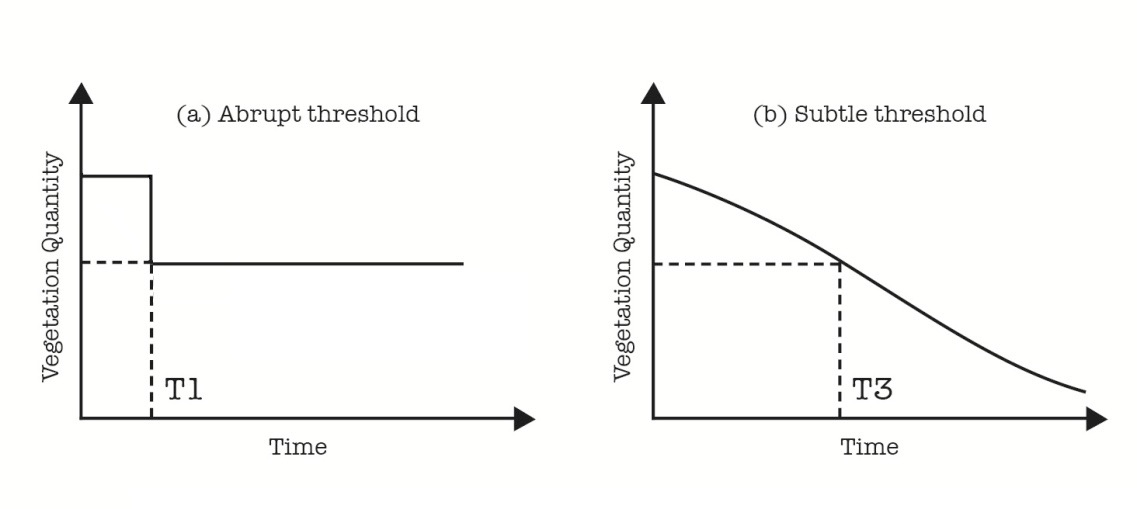 (a) Abrupt threshold
Vegetation Quantity
T1
Time
(b) Subtle threshold
Vegetation Quantity
T3
Time